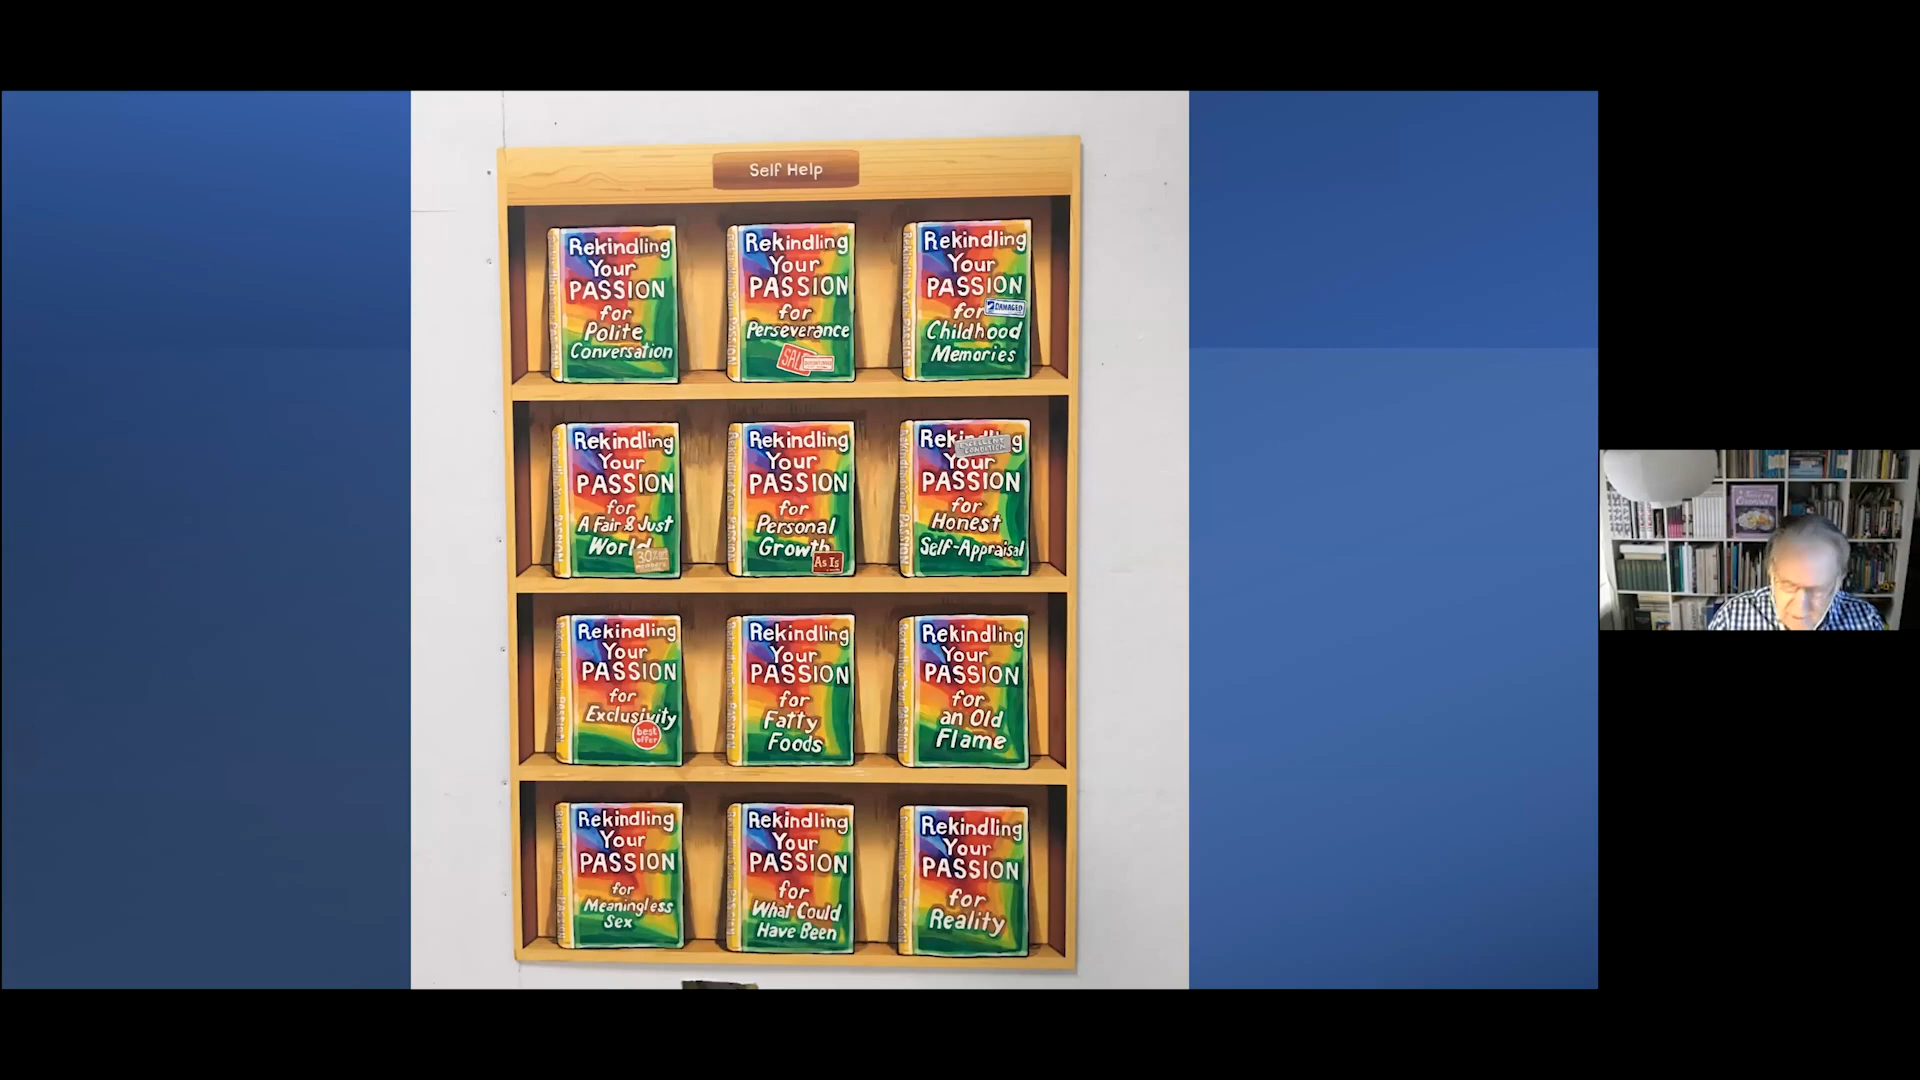 Self Help
Rekindling
Your
PASSION
for
Polite
Conversation
Rekindling
Your
PASSION
for
Perseverance
SALE
Rekindling
Your
PASSION
for
DAMAGED
Childhood
Memories
Rekindling
Your
PASSION
for
A Fair & Just
World
Rekindling
Your
PASSION
for
Personal
Growth
As Is
Rekindling
EXCELLENT
CONDITION
Your
PASSION
for
Honest
Self-Appraisal
Rekindling
Your
PASSION
for
Exclusivity
best
offer
Rekindling
Your
PASSION
for
Fatty
Foods
Rekindling
Your
PASSION
for
an Old
Flame
Rekindling
Your
PASSION
for
Meaningless
Sex
Rekindling
Your
PASSION
for
What Could
Have Been
Rekindling
Your
PASSION
for
Reality